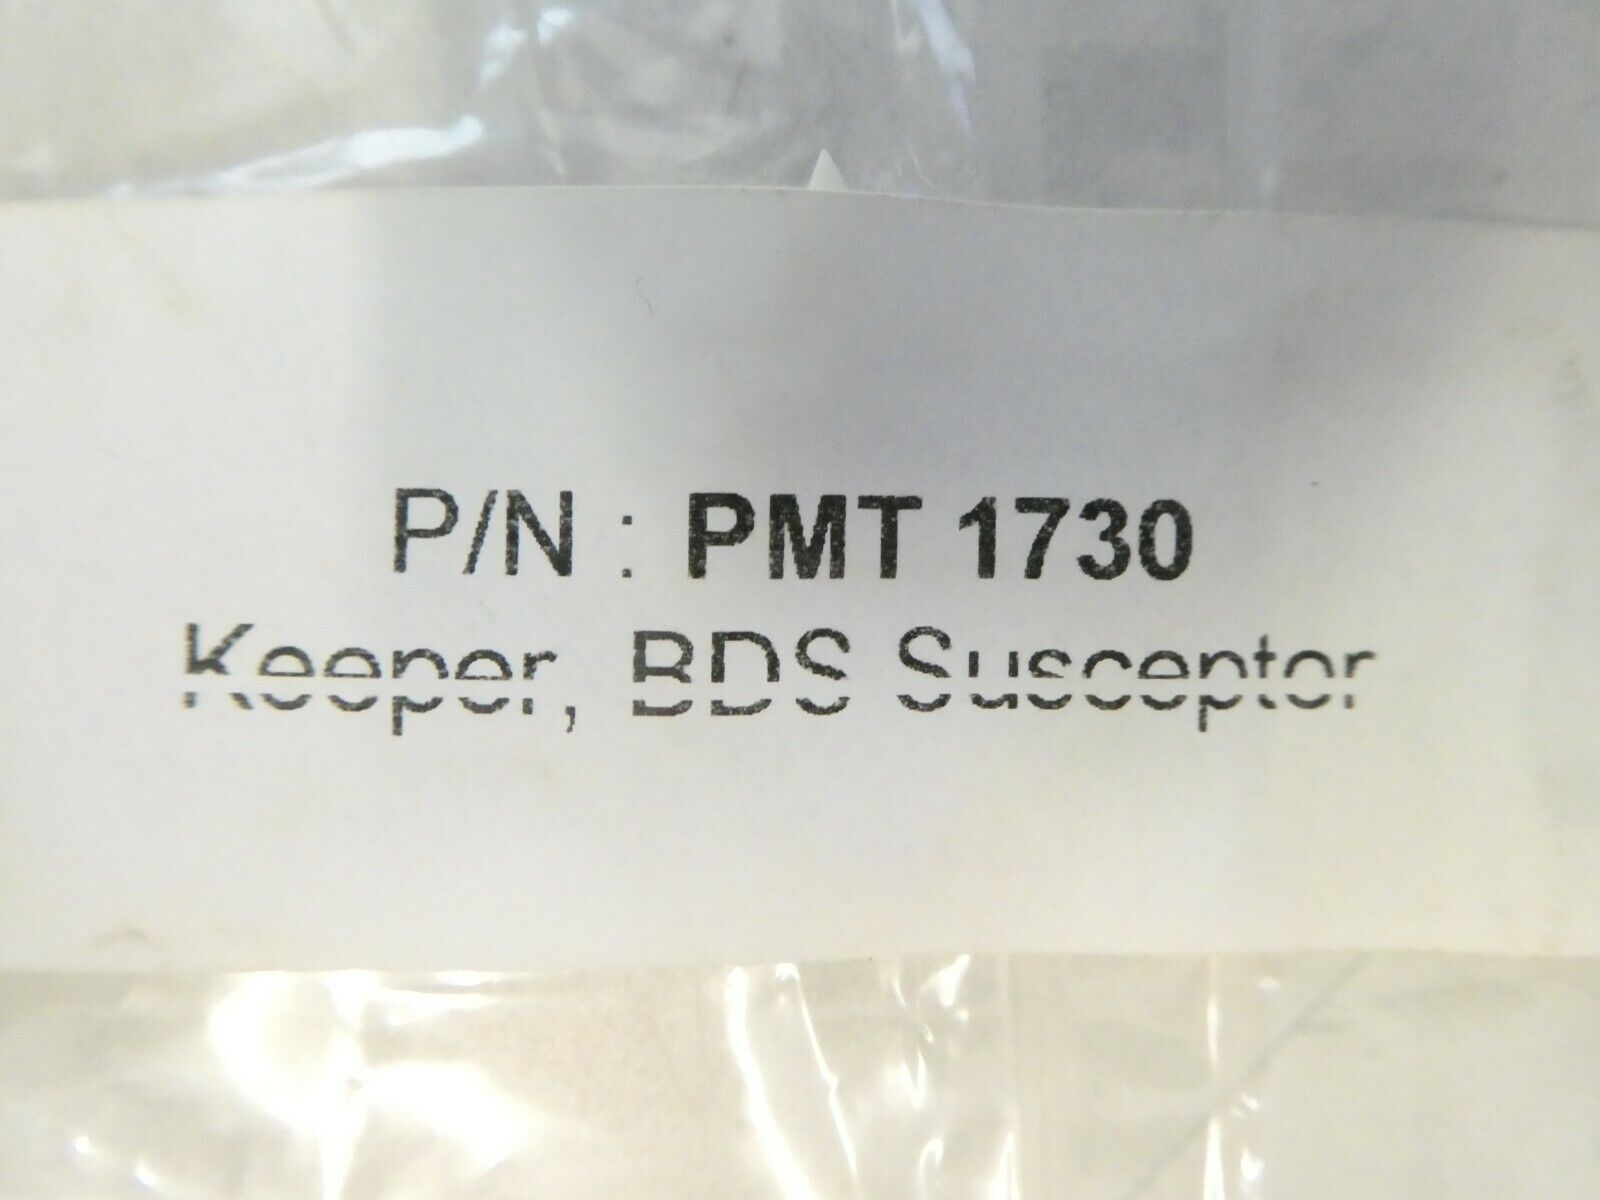 P/N : PMT 1730
Keeper, BDS Susceptor